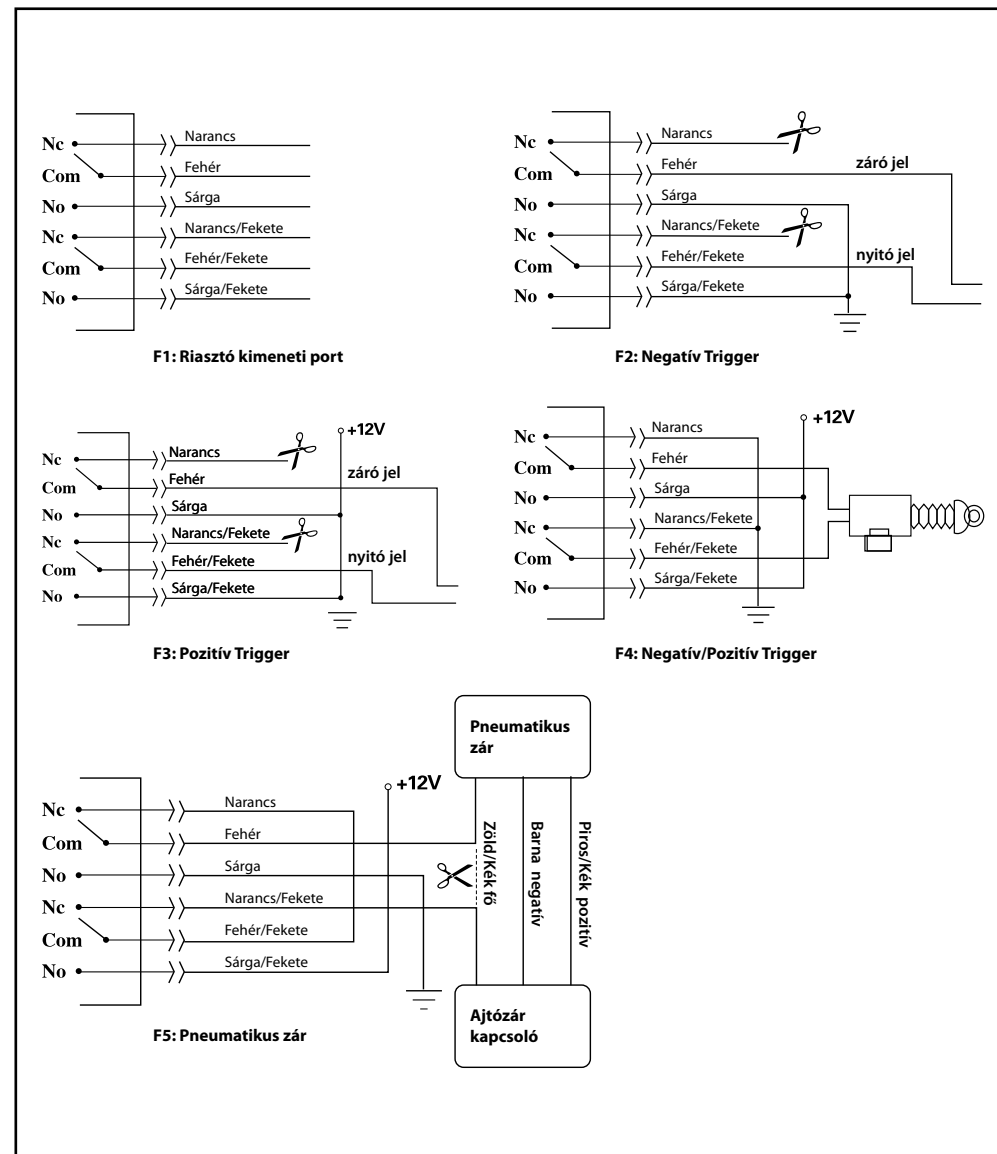 Nc
Com
No
Nc
Com
No
Narancs
Fehér
Sárga
Narancs/Fekete
Fehér/Fekete
Sárga/Fekete
F1: Riasztó kimeneti port
Nc
Com
No
Nc
Com
No
Narancs
Fehér
Sárga
Narancs/Fekete
Fehér/Fekete
Sárga/Fekete
záró jel
nyitó jel
F2: Negatív Trigger
Nc
Com
No
Nc
Com
No
Narancs
Fehér
Sárga
Narancs/Fekete
Fehér/Fekete
Sárga/Fekete
+12V
záró jel
nyitó jel
F3: Pozitív Trigger
Nc
Com
No
Nc
Com
No
Narancs
Fehér
Sárga
Narancs/Fekete
Fehér/Fekete
Sárga/Fekete
+12V
F4: Negatív/Pozitív Trigger
Nc
Com
No
Nc
Com
No
Narancs
Fehér
Sárga
Narancs/Fekete
Fehér/Fekete
Sárga/Fekete
+12V
Pneumatikus
zár
Zöld/Kék fő
Barna negatív
Piros/Kék pozitív
Ajtózár
kapcsoló
F5: Pneumatikus zár